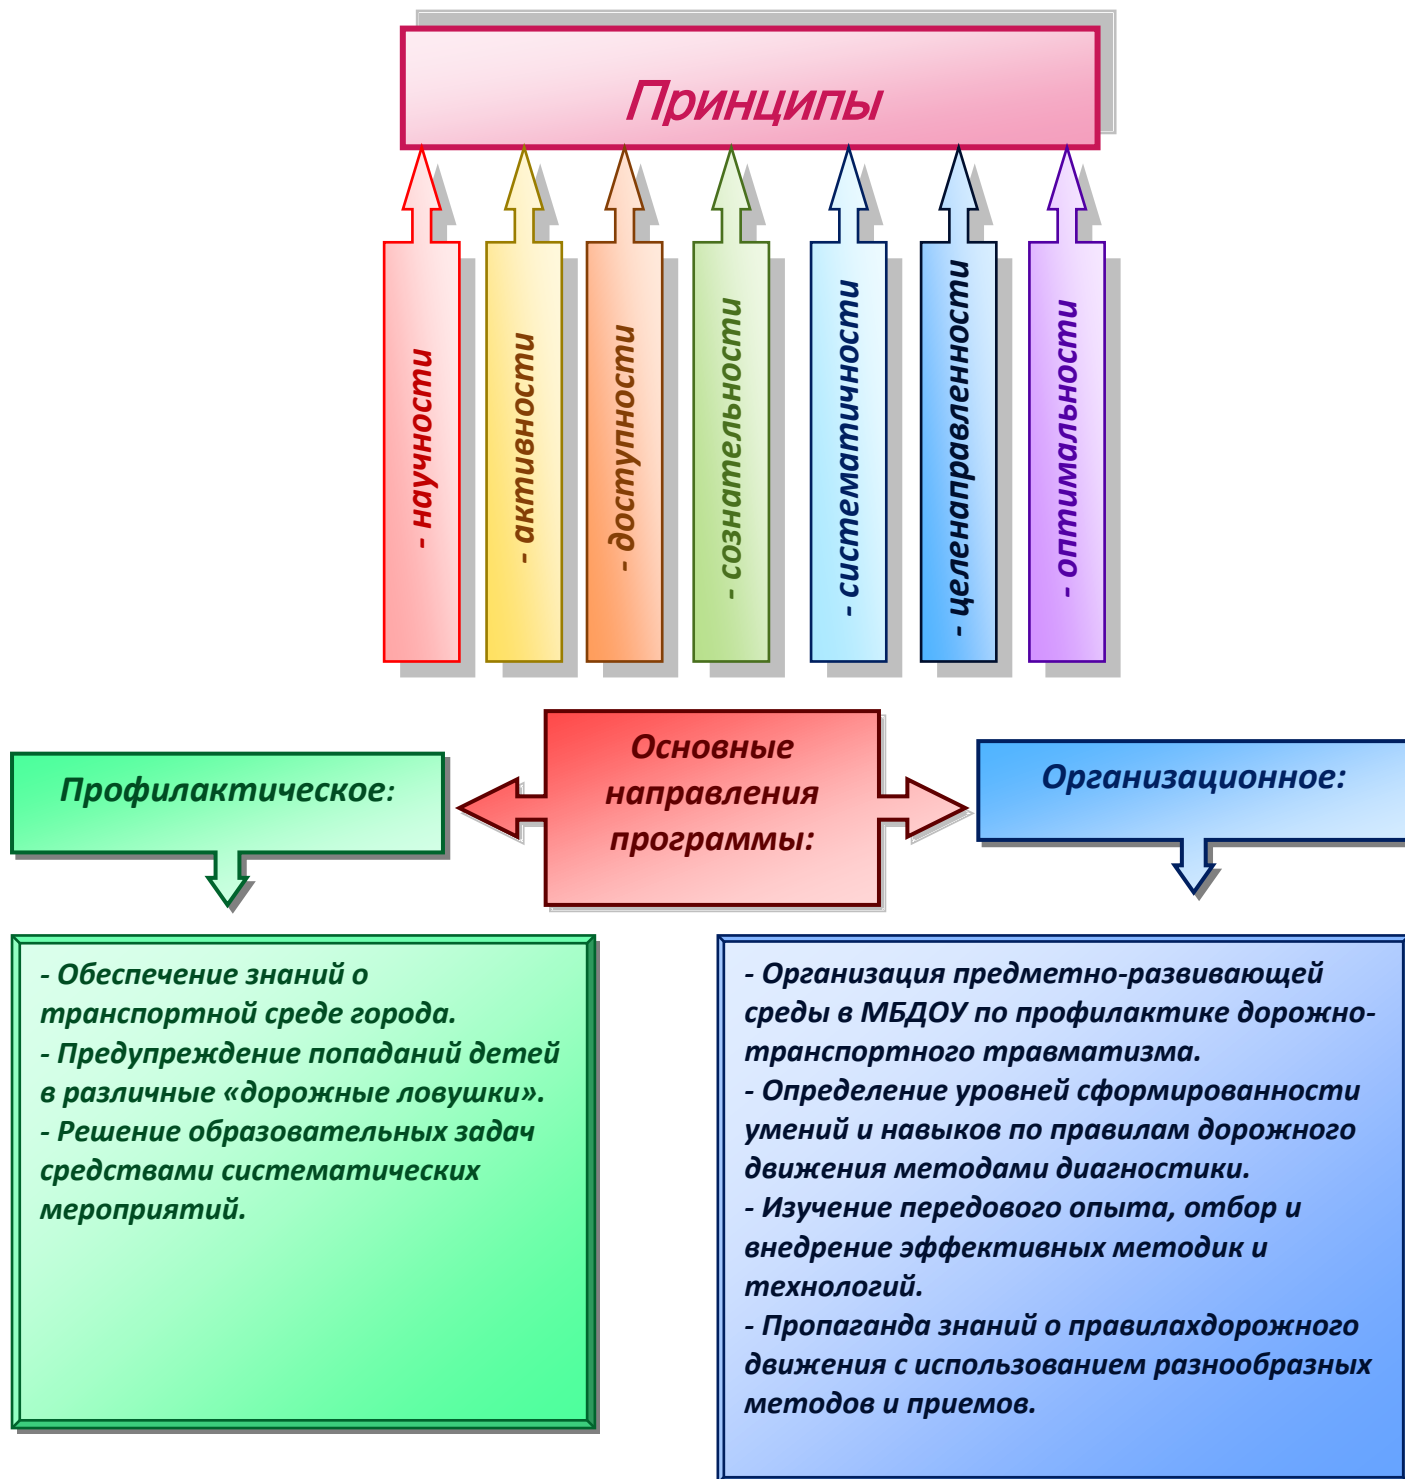 Принципы
- научности
- активности
- доступности
- сознательности
- систематичности
- целенаправленности
- оптимальности
Основные
направления
программы:
Профилактическое:
Организационное:
- Обеспечение знаний о
транспортной среде города.
- Предупреждение попаданий детей
в различные «дорожные ловушки».
- Решение образовательных задач
средствами систематических
мероприятий.
- Организация предметно-развивающей
среды в МБДОУ по профилактике дорожно-
транспортного травматизма.
- Определение уровней сформированности
умений и навыков по правилам дорожного
движения методами диагностики.
- Изучение передового опыта, отбор и
внедрение эффективных методик и
технологий.
- Пропаганда знаний о правилахдорожного
движения с использованием разнообразных
методов и приемов.